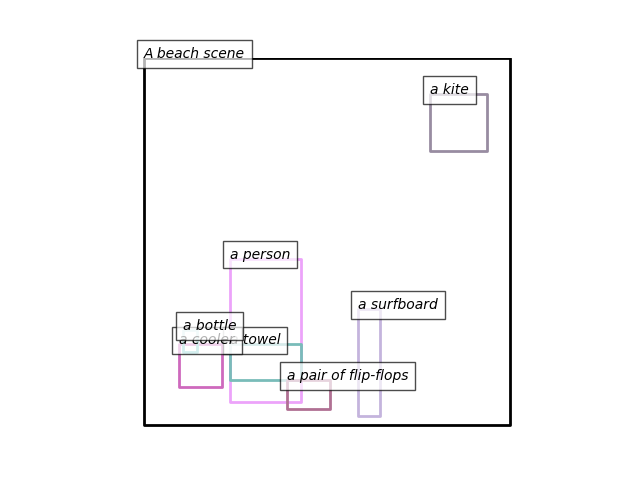 A beach scene
a kite
a person
a surfboard
a bottle
a cooler
towel
a pair of flip-flops